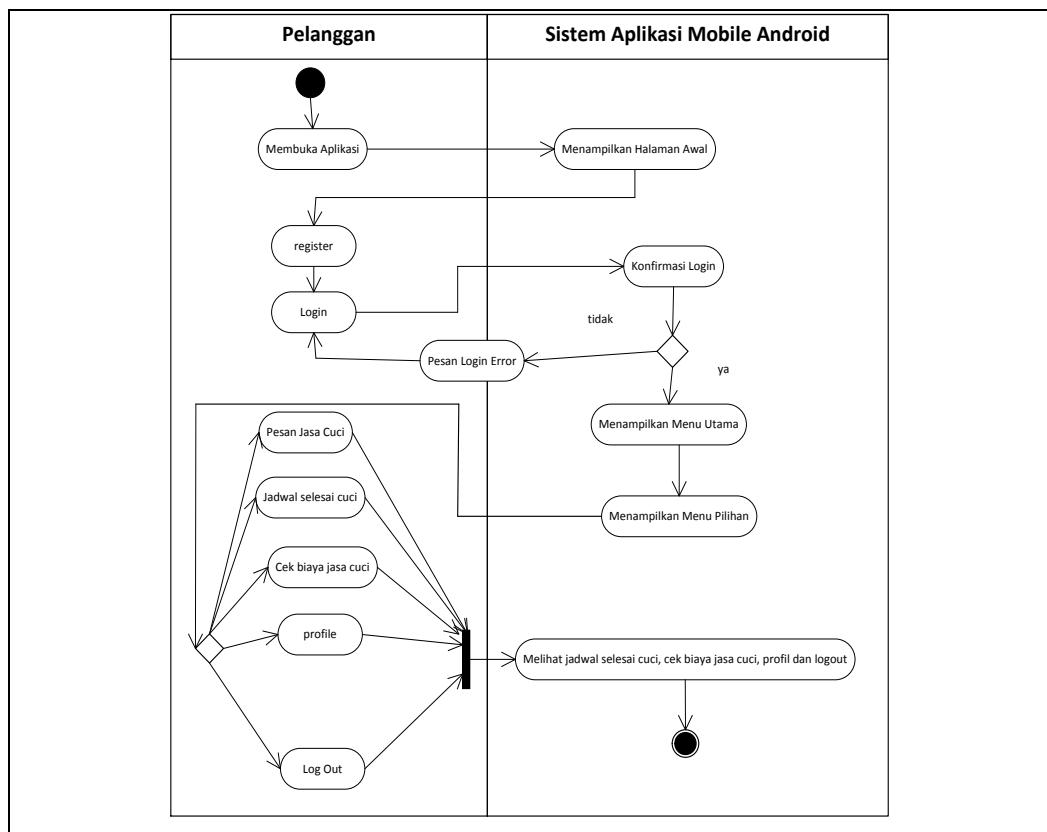 Pelanggan
Sistem Aplikasi Mobile Android
Membuka Aplikasi
Menampilkan Halaman Awal
register
Konfirmasi Login
Login
tidak
Pesan Login Error
ya
Menampilkan Menu Utama
Pesan Jasa Cuci
Jadwal selesai cuci
Menampilkan Menu Pilihan
Cek biaya jasa cuci
profile
Melihat jadwal selesai cuci, cek biaya jasa cuci, profil dan logout
Log Out